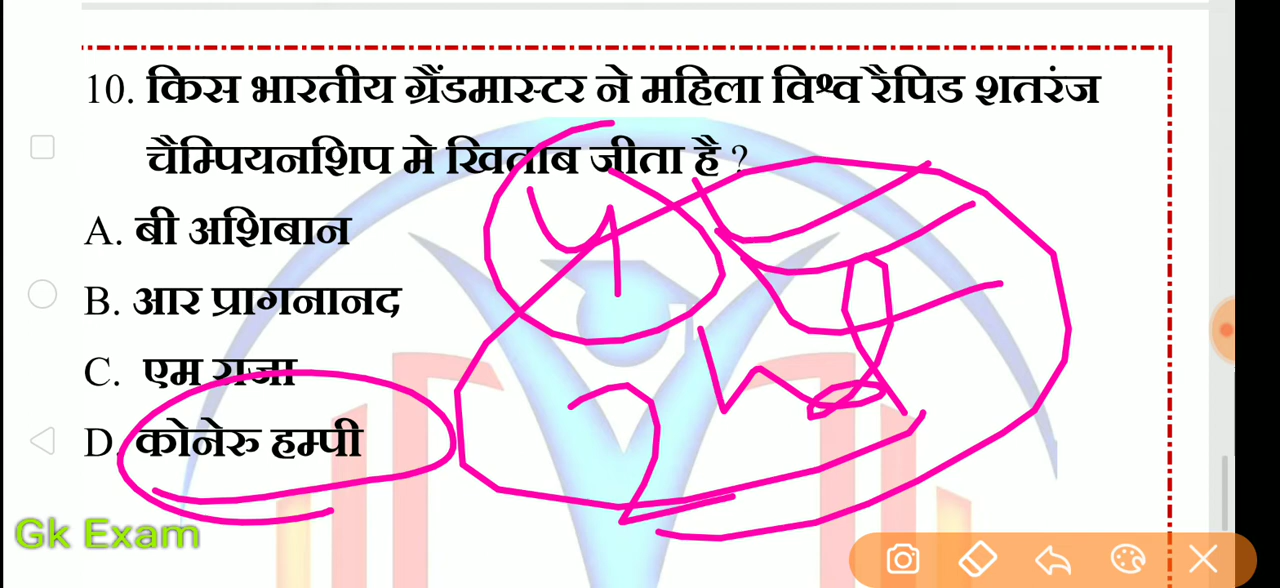 10. किस भारतीय ग्रैंडमास्टर ने महिला विश्व रैपिड शतरंज
चैम्पियनशिप मे खिताब जीता है ?
A. बी अशिबान
B. आर प्रागनानद
C. एम राजा
D. कोनेरु हम्पी
Gk Exam